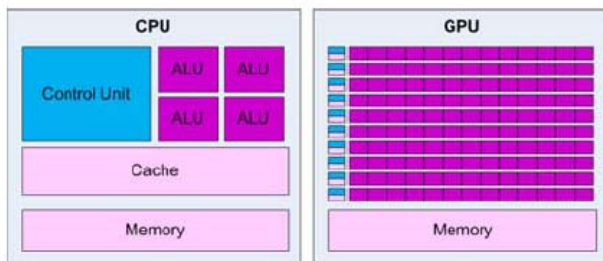 CPU
Control Unit
ALU ALU
ALU ALU
Cache
Memory
GPU
Memory